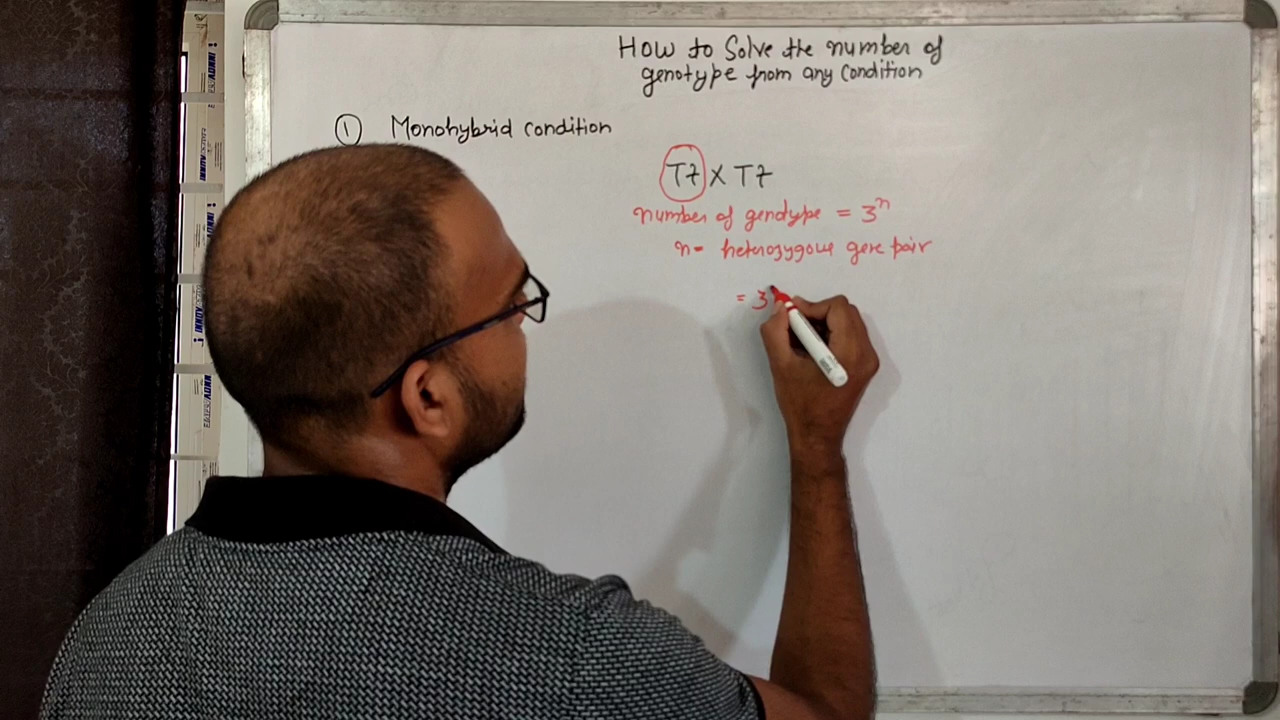 How to Solve the number of
genotype from any Condition
① Monohybrid condition
Tt X Tt
number of genotype = 3ⁿ
n = heterozygous gene pair
= 3